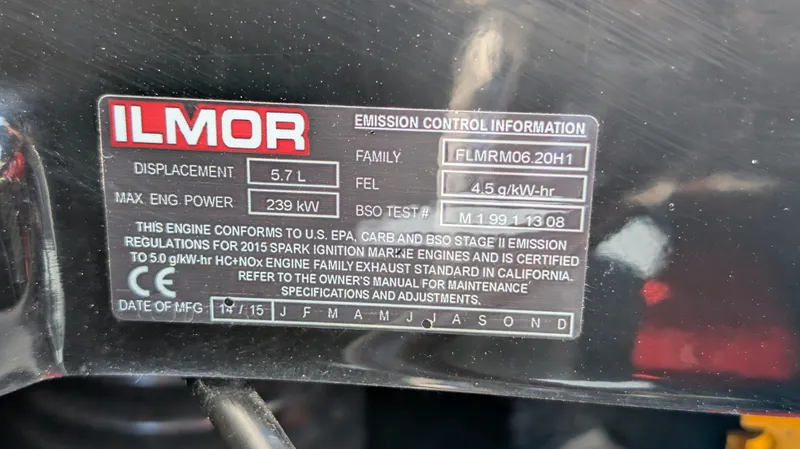 ILMOR
EMISSION CONTROL INFORMATION
DISPLACEMENT 5.7 L
MAX. ENG. POWER 239 kW
FAMILY FLMRM06.20H1
FEL 4.5 g/kW-hr
BSO TEST # M 1.99.1 13 08
THIS ENGINE CONFORMS TO U.S. EPA, CARB AND BSO STAGE II EMISSION
REGULATIONS FOR 2015 SPARK IGNITION MARINE ENGINES AND IS CERTIFIED
TO 5.0 g/kW-hr HC+NOx ENGINE FAMILY EXHAUST STANDARD IN CALIFORNIA.
REFER TO THE OWNER'S MANUAL FOR MAINTENANCE
SPECIFICATIONS AND ADJUSTMENTS.
CE
DATE OF MFG 14 / 15 J F M A M J J A S O N D